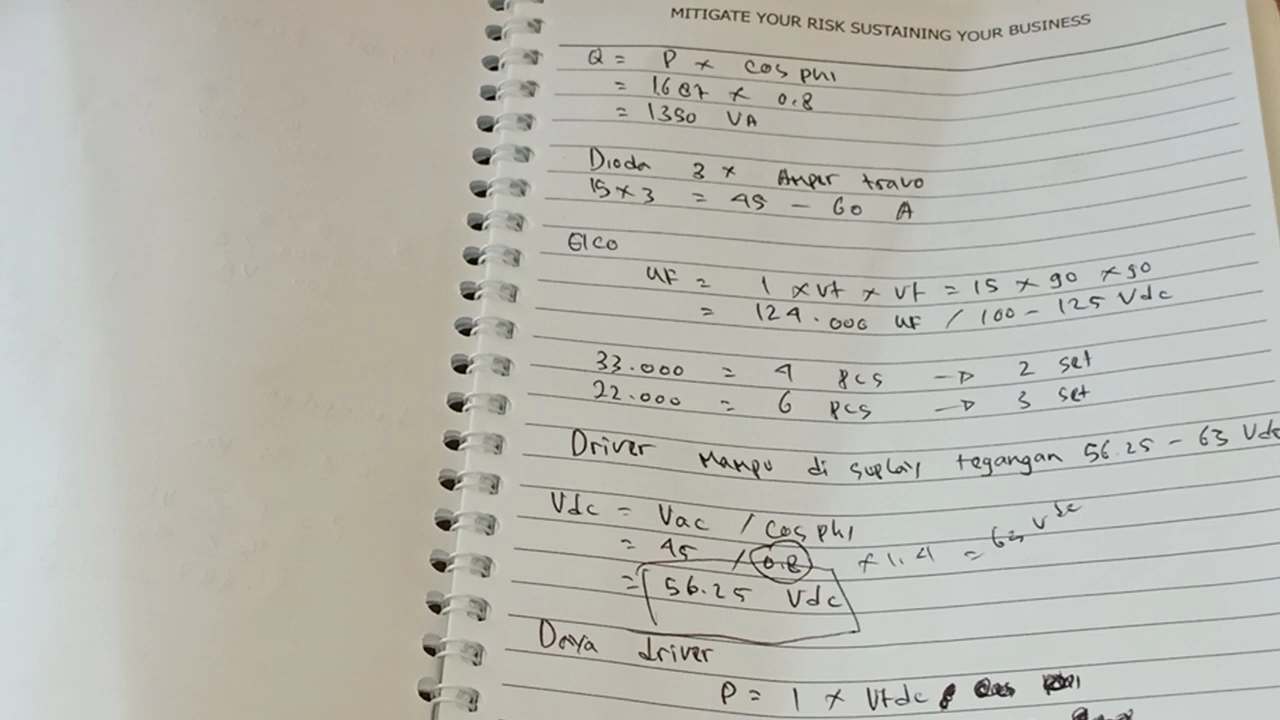 MITIGATE YOUR RISK SUSTAINING YOUR BUSINESS
Q = P x cos phi
= 1687 x 0.8
= 1350 VA
Dioda 3 x Amper travo
15 x 3 = 45 - 60 A
Elco
uF = 1 x Vt x Vt = 15 x 90 x 90
= 124.000 uF / 100 - 125 Vdc
33.000 = 4 pcs -> 2 set
22.000 = 6 pcs -> 3 set
Driver Mampu di suplaiy tegangan 56.25 - 63 Vdc
Vdc = Vac / cos phi
= 45 / 0.8 x 1.4 = 63 Vdc
= 56.25 Vdc
Daya driver
P = 1 x Vtdc